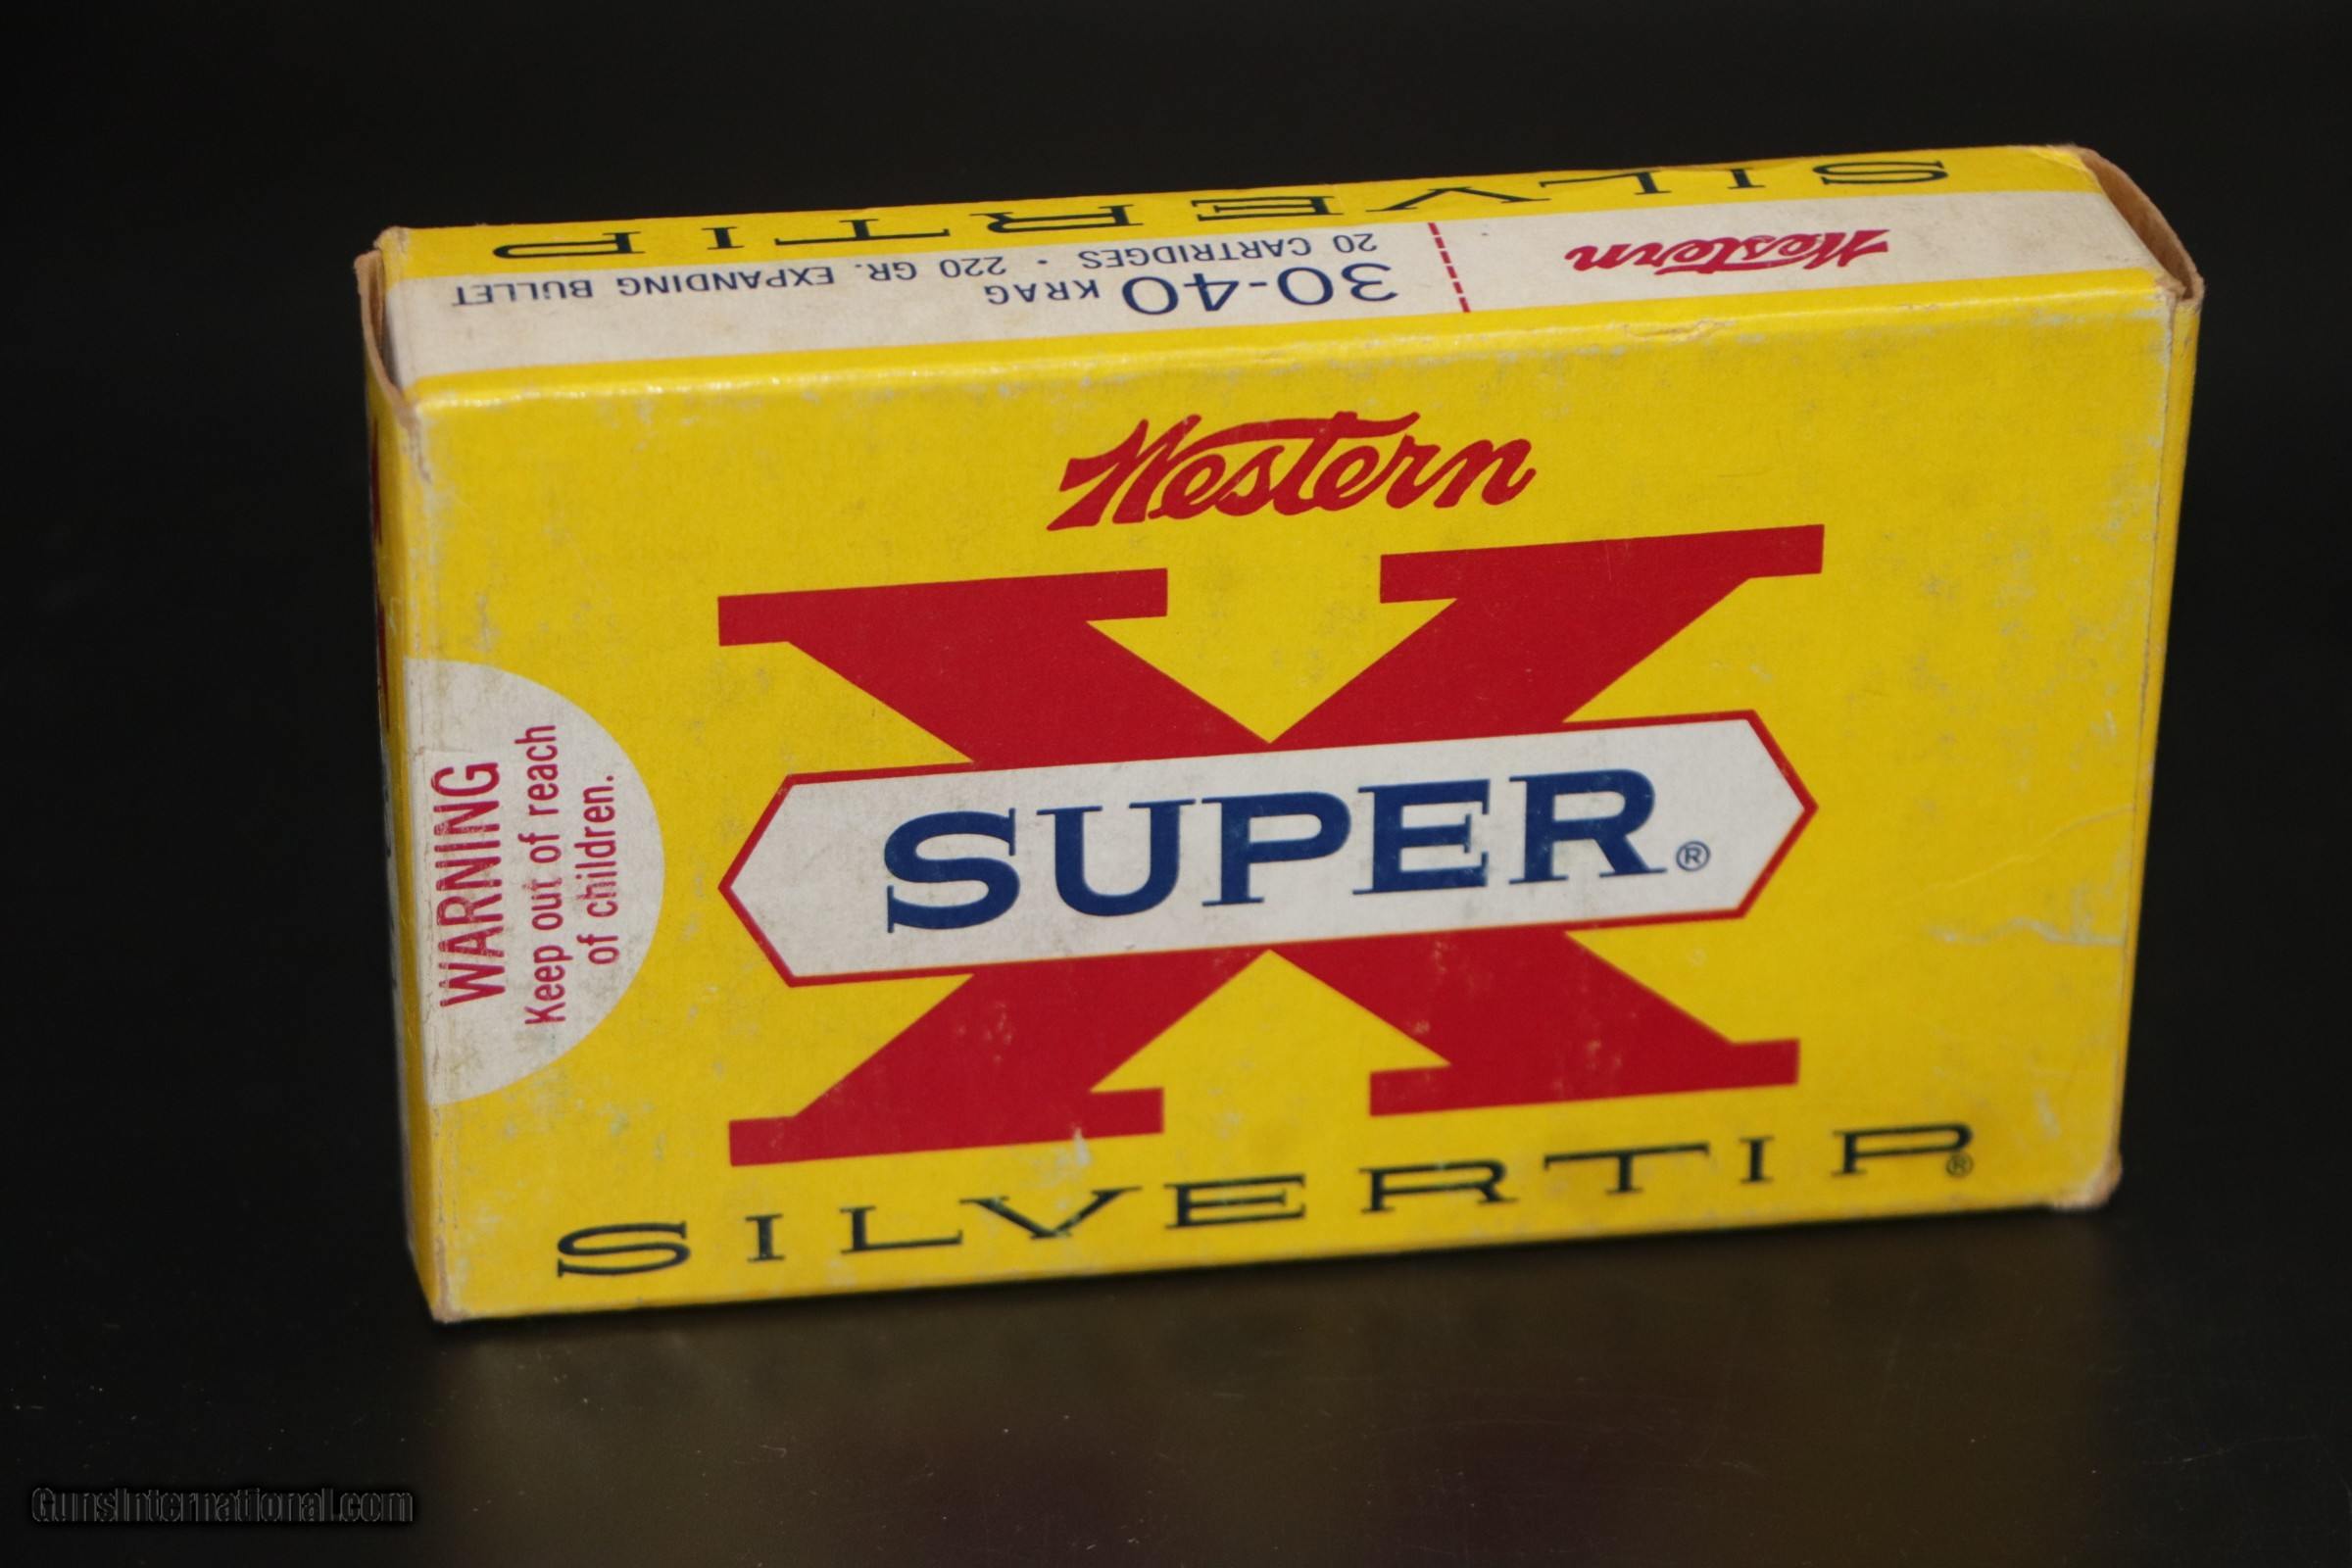 SILVERTIP
Western
30-40 KRAG
20 CARTRIDGES · 220 GR. EXPANDING BULLET
Western
SUPER®
X
SILVERTIP®
WARNING
Keep out of reach
of children.
GunsInternational.com